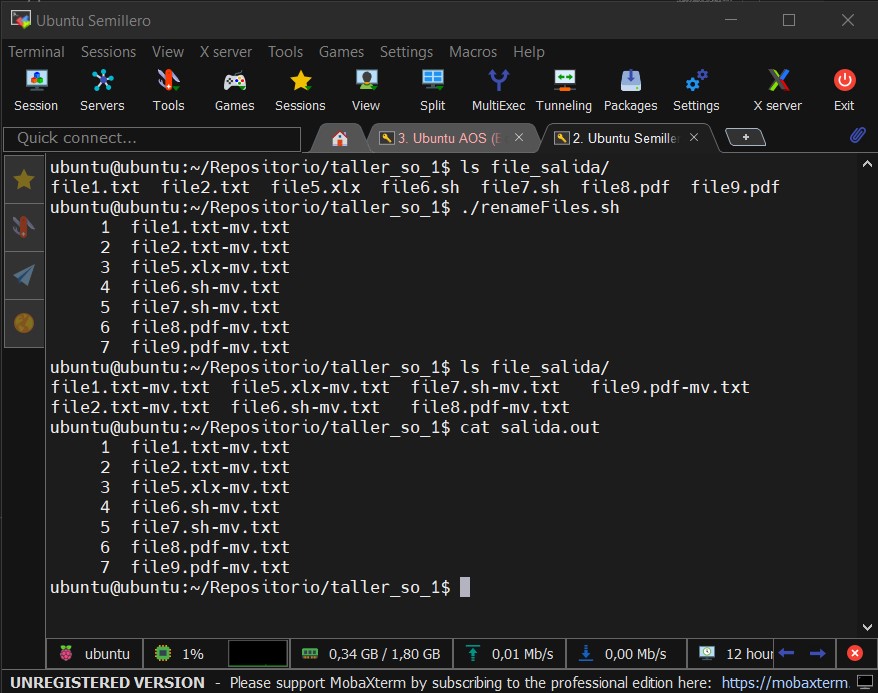 Ubuntu Semillero
Terminal Sessions View X server Tools Games Settings Macros Help
Session Servers Tools Games Sessions View Split MultiExec Tunneling Packages Settings X server Exit
Quick connect...
3. Ubuntu AOS (
2. Ubuntu Semiller
ubuntu@ubuntu:~/Repositorio/taller_so_1$ ls file_salida/
file1.txt file2.txt file5.xlx file6.sh file7.sh file8.pdf file9.pdf
ubuntu@ubuntu:~/Repositorio/taller_so_1$ ./renameFiles.sh
1 file1.txt-mv.txt
2 file2.txt-mv.txt
3 file5.xlx-mv.txt
4 file6.sh-mv.txt
5 file7.sh-mv.txt
6 file8.pdf-mv.txt
7 file9.pdf-mv.txt
ubuntu@ubuntu:~/Repositorio/taller_so_1$ ls file_salida/
file1.txt-mv.txt file5.xlx-mv.txt file7.sh-mv.txt file9.pdf-mv.txt
file2.txt-mv.txt file6.sh-mv.txt file8.pdf-mv.txt
ubuntu@ubuntu:~/Repositorio/taller_so_1$ cat salida.out
1 file1.txt-mv.txt
2 file2.txt-mv.txt
3 file5.xlx-mv.txt
4 file6.sh-mv.txt
5 file7.sh-mv.txt
6 file8.pdf-mv.txt
7 file9.pdf-mv.txt
ubuntu@ubuntu:~/Repositorio/taller_so_1$
ubuntu 1% 0,34 GB / 1,80 GB 0,01 Mb/s 0,00 Mb/s 12 hour
UNREGISTERED VERSION - Please support MobaXterm by subscribing to the professional edition here: https://mobaxterm.